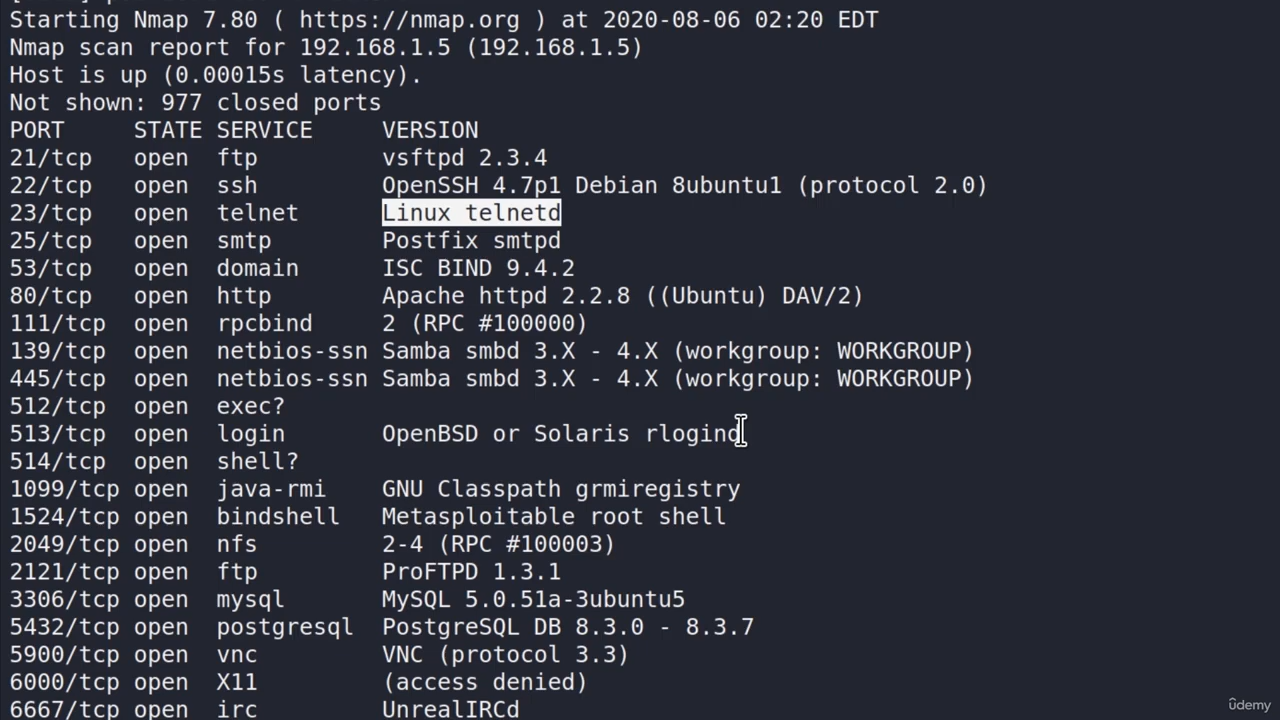 Starting Nmap 7.80 ( https://nmap.org ) at 2020-08-06 02:20 EDT
Nmap scan report for 192.168.1.5 (192.168.1.5)
Host is up (0.00015s latency).
Not shown: 977 closed ports
PORT     STATE SERVICE     VERSION
21/tcp   open  ftp         vsftpd 2.3.4
22/tcp   open  ssh         OpenSSH 4.7p1 Debian 8ubuntu1 (protocol 2.0)
23/tcp   open  telnet      Linux telnetd
25/tcp   open  smtp        Postfix smtpd
53/tcp   open  domain      ISC BIND 9.4.2
80/tcp   open  http        Apache httpd 2.2.8 ((Ubuntu) DAV/2)
111/tcp  open  rpcbind     2 (RPC #100000)
139/tcp  open  netbios-ssn Samba smbd 3.X - 4.X (workgroup: WORKGROUP)
445/tcp  open  netbios-ssn Samba smbd 3.X - 4.X (workgroup: WORKGROUP)
512/tcp  open  exec?
513/tcp  open  login       OpenBSD or Solaris rlogind
514/tcp  open  shell?
1099/tcp open  java-rmi    GNU Classpath grmiregistry
1524/tcp open  bindshell   Metasploitable root shell
2049/tcp open  nfs         2-4 (RPC #100003)
2121/tcp open  ftp         ProFTPD 1.3.1
3306/tcp open  mysql       MySQL 5.0.51a-3ubuntu5
5432/tcp open  postgresql  PostgreSQL DB 8.3.0 - 8.3.7
5900/tcp open  vnc         VNC (protocol 3.3)
6000/tcp open  X11         (access denied)
6667/tcp open  irc         UnrealIRCd
ûdemy